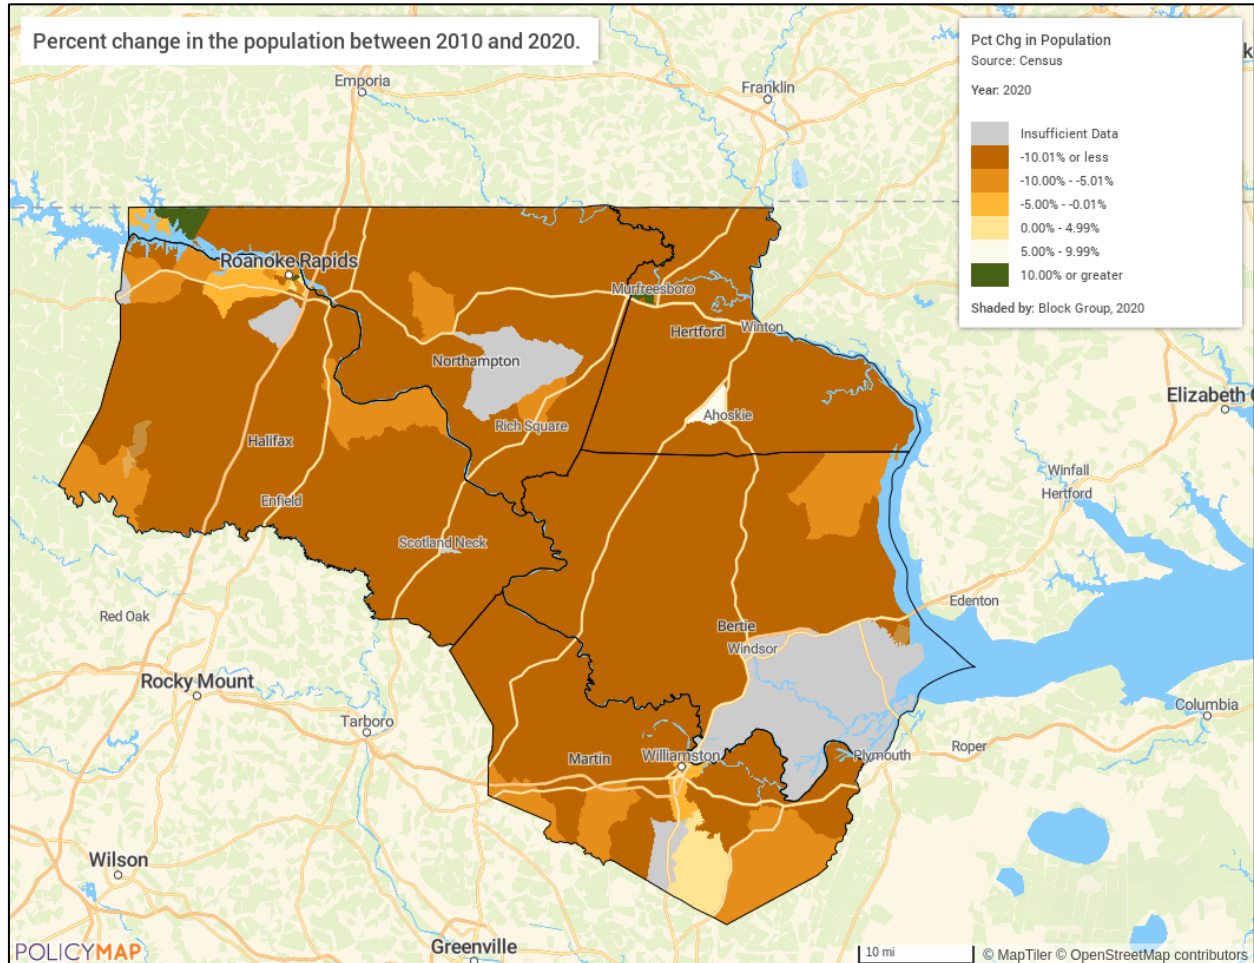 Percent change in the population between 2010 and 2020.
Pct Chg in Population
Source: Census
Year: 2020
Insufficient Data
-10.01% or less
-10.00% - -5.01%
-5.00% - -0.01%
0.00% - 4.99%
5.00% - 9.99%
10.00% or greater
Shaded by: Block Group, 2020
k
Emporia
Franklin
Roanoke Rapids
Murfreesboro
Hertford
Winton
Northampton
Elizabeth C
Ahoskie
Rich Square
Halifax
Winfall
Hertford
Enfield
Scotland Neck
Edenton
Red Oak
Bertie
Windsor
Rocky Mount
Columbia
Tarboro
Roper
Martin
Williamston
Plymouth
Wilson
Greenville
POLICYMAP
10 mi
© MapTiler © OpenStreetMap contributors